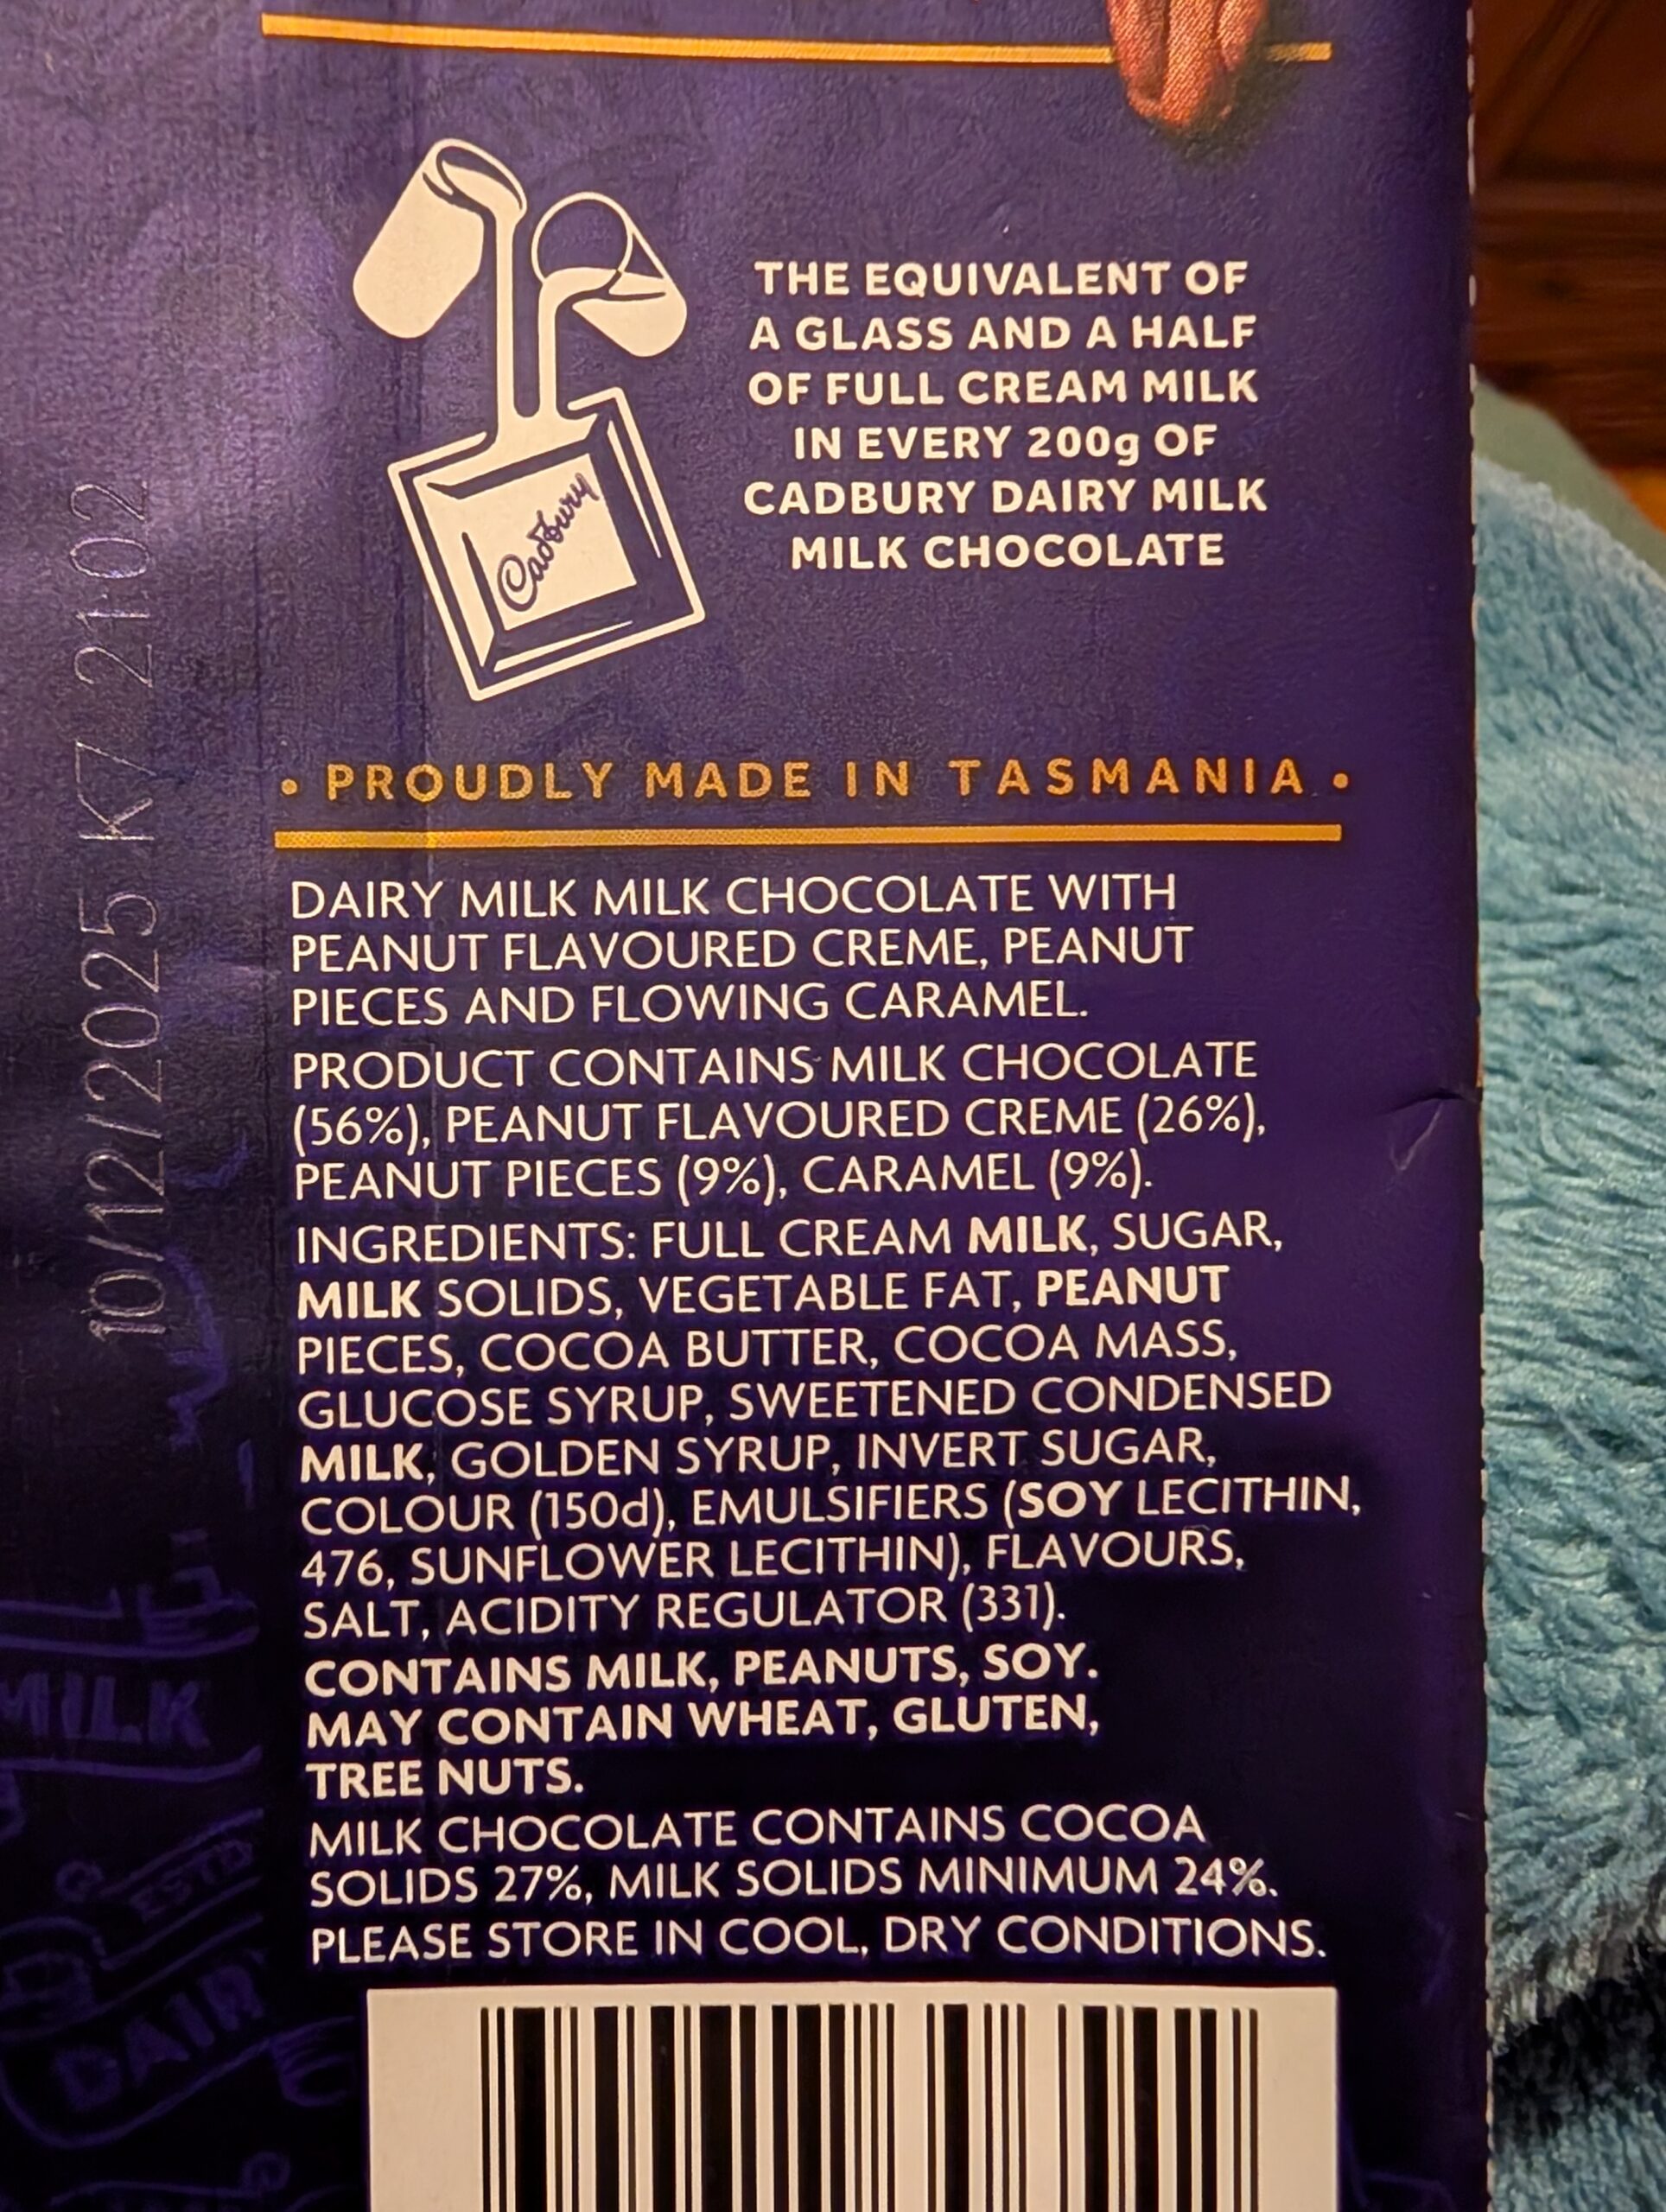 THE EQUIVALENT OF
A GLASS AND A HALF
OF FULL CREAM MILK
IN EVERY 200g OF
CADBURY DAIRY MILK
MILK CHOCOLATE
Cadbury
• PROUDLY MADE IN TASMANIA •
DAIRY MILK MILK CHOCOLATE WITH
PEANUT FLAVOURED CREME, PEANUT
PIECES AND FLOWING CARAMEL.
PRODUCT CONTAINS MILK CHOCOLATE
(56%), PEANUT FLAVOURED CREME (26%),
PEANUT PIECES (9%), CARAMEL (9%).
INGREDIENTS: FULL CREAM MILK, SUGAR,
MILK SOLIDS, VEGETABLE FAT, PEANUT
PIECES, COCOA BUTTER, COCOA MASS,
GLUCOSE SYRUP, SWEETENED CONDENSED
MILK, GOLDEN SYRUP, INVERT SUGAR,
COLOUR (150d), EMULSIFIERS (SOY LECITHIN,
476, SUNFLOWER LECITHIN), FLAVOURS,
SALT, ACIDITY REGULATOR (331).
CONTAINS MILK, PEANUTS, SOY.
MAY CONTAIN WHEAT, GLUTEN,
TREE NUTS.
MILK CHOCOLATE CONTAINS COCOA
SOLIDS 27%, MILK SOLIDS MINIMUM 24%.
PLEASE STORE IN COOL, DRY CONDITIONS.
10/12/2025 K7 21:02
MILK
ESTD
DAIR